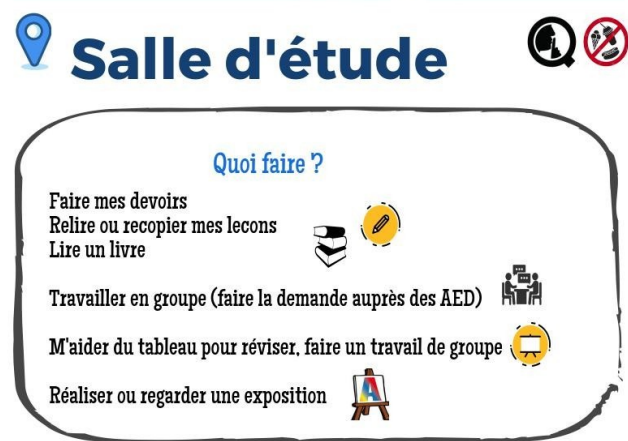 Salle d'étude
Quoi faire ?
Faire mes devoirs
Relire ou recopier mes lecons
Lire un livre
Travailler en groupe (faire la demande auprès des AED)
M'aider du tableau pour réviser, faire un travail de groupe
Réaliser ou regarder une exposition